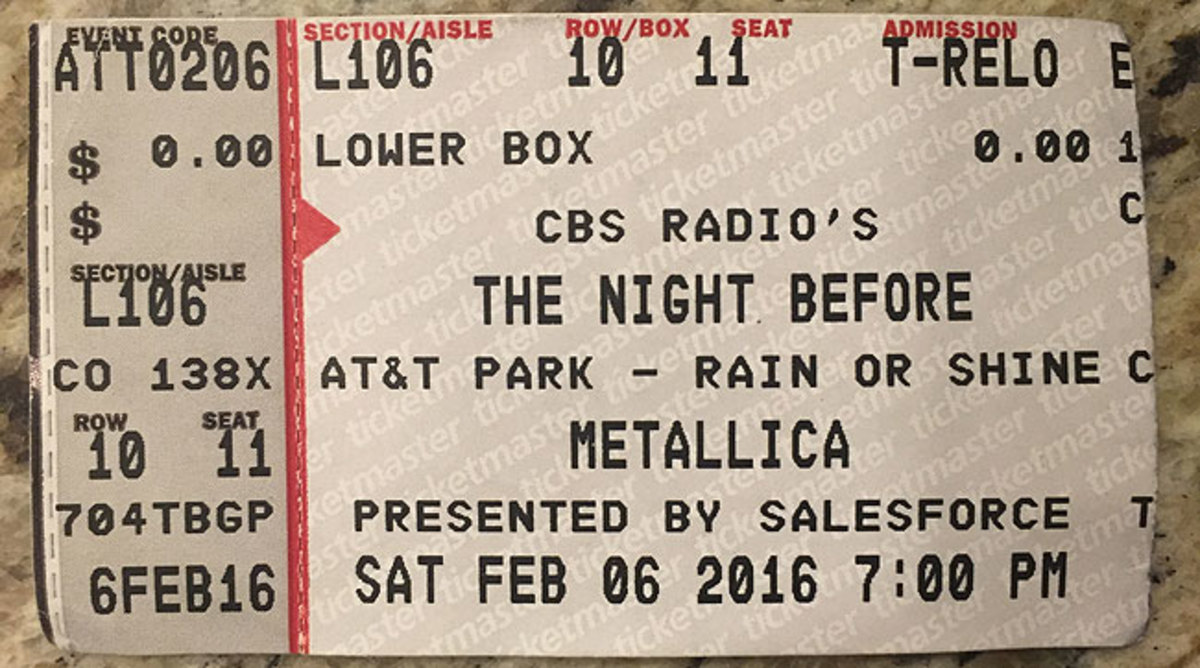 EVENT CODE SECTION/AISLE ROW/BOX SEAT ADMISSION
ATT0206 L106 10 11 T-RELO E
$ 0.00 LOWER BOX 0.00 1
$ CBS RADIO'S C
THE NIGHT BEFORE
SECTION/AISLE
L106
CO 138X AT&T PARK - RAIN OR SHINE C
ROW SEAT
10 11 METALLICA
704TBGP PRESENTED BY SALESFORCE T
6FEB16 SAT FEB 06 2016 7:00 PM
ticketmaster